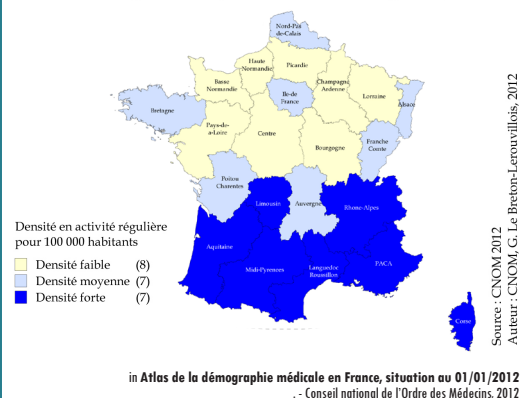 Nord-Pas
de-Calais
Haute
Normandie
Picardie
Basse
Normandie
Ile-de
France
Champagne
Ardenne
Lorraine
Alsace
Bretagne
Pays-de-
a-Loire
Centre
Bourgogne
Franche
Comte
Poitou
Charentes
Limousin
Auvergne
Rhone-Alpes
Aquitaine
Midi-Pyrenees
Languedoc
Roussillon
PACA
Corse
Densité en activité régulière
pour 100 000 habitants
Densité faible (8)
Densité moyenne (7)
Densité forte (7)
Source : CNOM 2012
Auteur : CNOM, G. Le Breton-Lerouvillois, 2012
in Atlas de la démographie médicale en France, situation au 01/01/2012
. - Conseil national de l'Ordre des Médecins, 2012